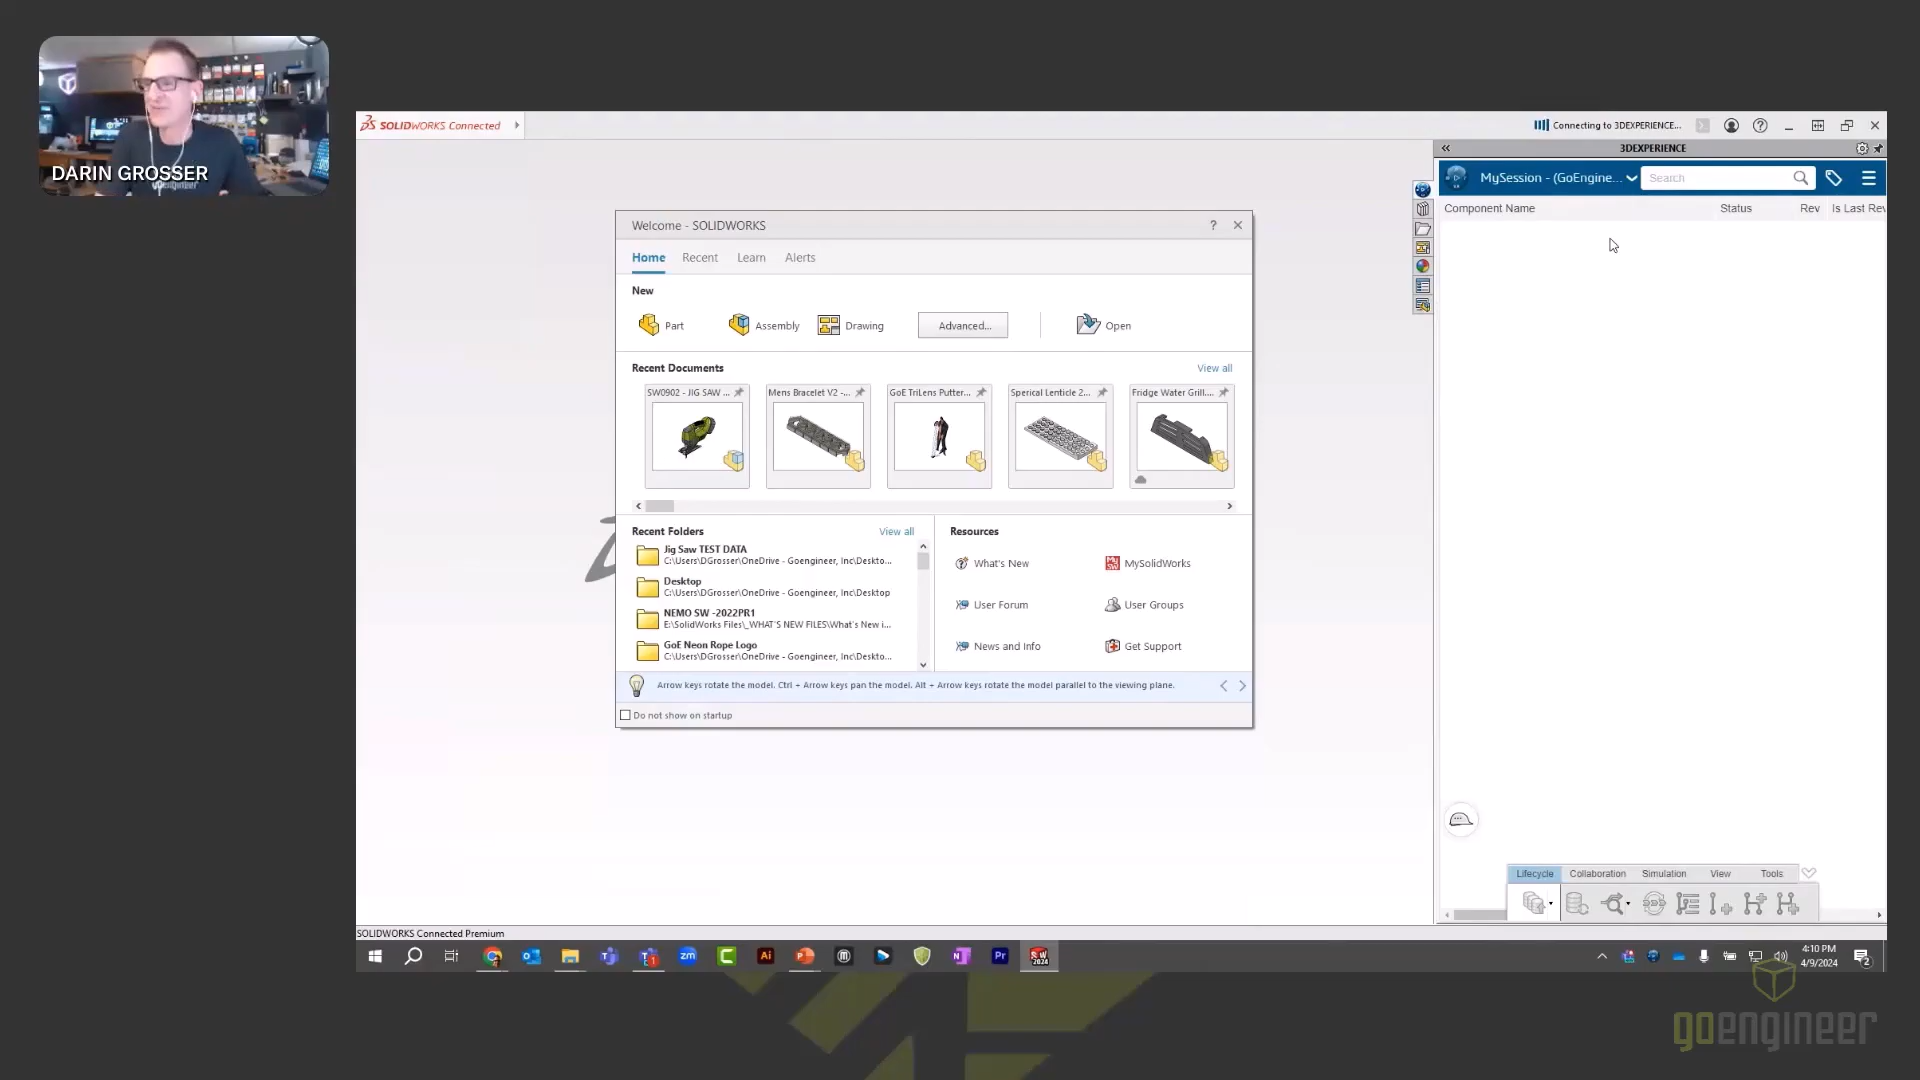 DARIN GROSSER
SOLIDWORKS Connected
Connecting to 3DEXPERIENCE...
3DEXPERIENCE
MySession - (GoEngine...
Search
Component Name Status Rev Is Last Rev
Welcome - SOLIDWORKS
?
Home Recent Learn Alerts
New
Part Assembly Drawing Advanced... Open
Recent Documents View all
SW0902 - JIG SAW ... Mens Bracelet V2 -... GoE TriLens Putter... Sperical Lenticle 2... Fridge Water Grill....
Recent Folders View all
Jig Saw TEST DATA
C:\Users\DGrosser\OneDrive - Goengineer, Inc\Deskto...
Desktop
C:\Users\DGrosser\OneDrive - Goengineer, Inc\Desktop
NEMO SW -2022PR1
E:\SolidWorks Files\_WHAT'S NEW FILES\What's New i...
GoE Neon Rope Logo
C:\Users\DGrosser\OneDrive - Goengineer, Inc\Deskto...
Resources
What's New MySolidWorks
User Forum User Groups
News and Info Get Support
Arrow keys rotate the model. Ctrl + Arrow keys pan the model. Alt + Arrow keys rotate the model parallel to the viewing plane.
Do not show on startup
Lifecycle Collaboration Simulation View Tools
SOLIDWORKS Connected Premium
zm
Ai
Pr
SW
2024
4:10 PM
4/9/2024
2
goengineer